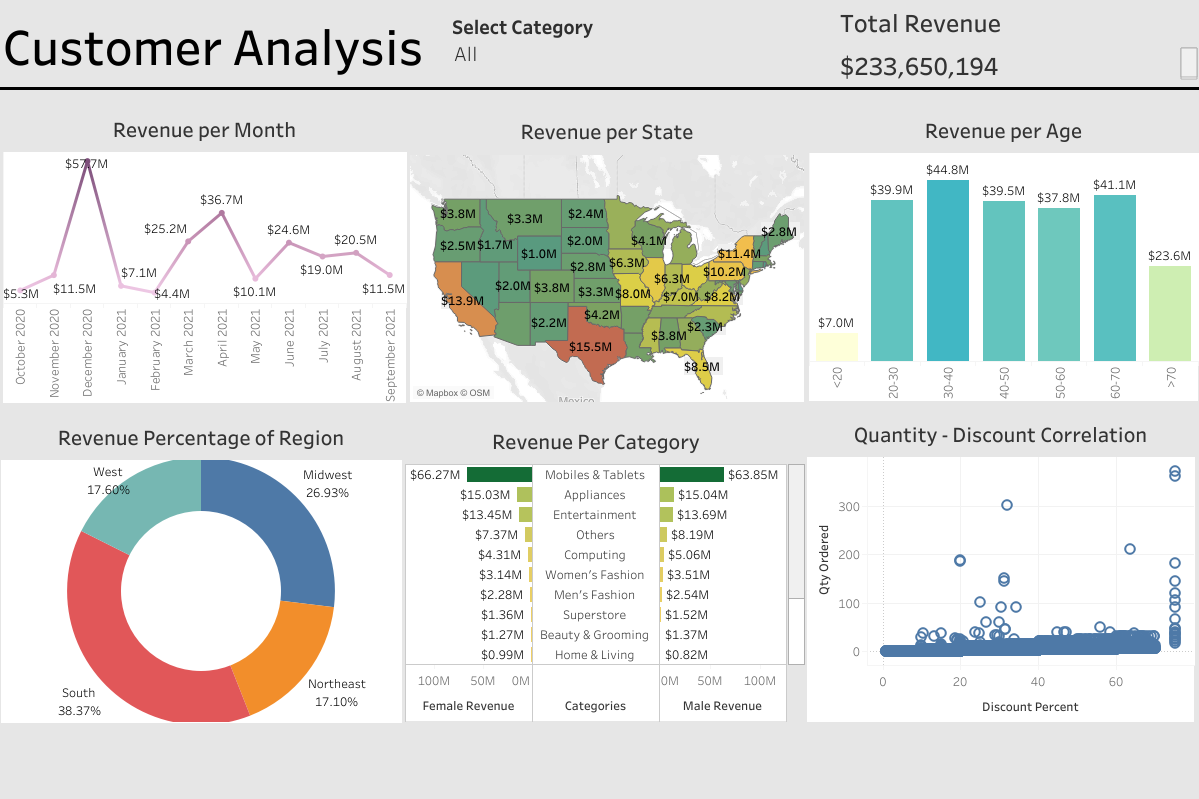 Customer Analysis
Select Category
All
Total Revenue
$233,650,194
Revenue per Month
$57.7M
$36.7M
$25.2M
$24.6M
$20.5M
$19.0M
$7.1M
$5.3M
$11.5M
$4.4M
$10.1M
$11.5M
October 2020
November 2020
December 2020
January 2021
February 2021
March 2021
April 2021
May 2021
June 2021
July 2021
August 2021
September 2021
Revenue per State
$3.8M
$3.3M
$2.4M
$2.8M
$2.5M
$1.7M
$2.0M
$4.1M
$1.0M
$11.4M
$2.8M
$6.3M
$10.2M
$6.3M
$2.0M
$3.8M
$3.3M
$8.0M
$7.0M
$8.2M
$13.9M
$4.2M
$2.2M
$3.8M
$2.3M
$15.5M
$8.5M
© Mapbox © OSM
Mexico
Revenue per Age
$7.0M
$39.9M
$44.8M
$39.5M
$37.8M
$41.1M
$23.6M
<20
20-30
30-40
40-50
50-60
60-70
>70
Revenue Percentage of Region
West
17.60%
Midwest
26.93%
South
38.37%
Northeast
17.10%
Revenue Per Category
$66.27M Mobiles & Tablets $63.85M
$15.03M Appliances $15.04M
$13.45M Entertainment $13.69M
$7.37M Others $8.19M
$4.31M Computing $5.06M
$3.14M Women's Fashion $3.51M
$2.28M Men's Fashion $2.54M
$1.36M Superstore $1.52M
$1.27M Beauty & Grooming $1.37M
$0.99M Home & Living $0.82M
100M 50M 0M 0M 50M 100M
Female Revenue Categories Male Revenue
Quantity - Discount Correlation
Qty Ordered
300
200
100
0
0 20 40 60
Discount Percent